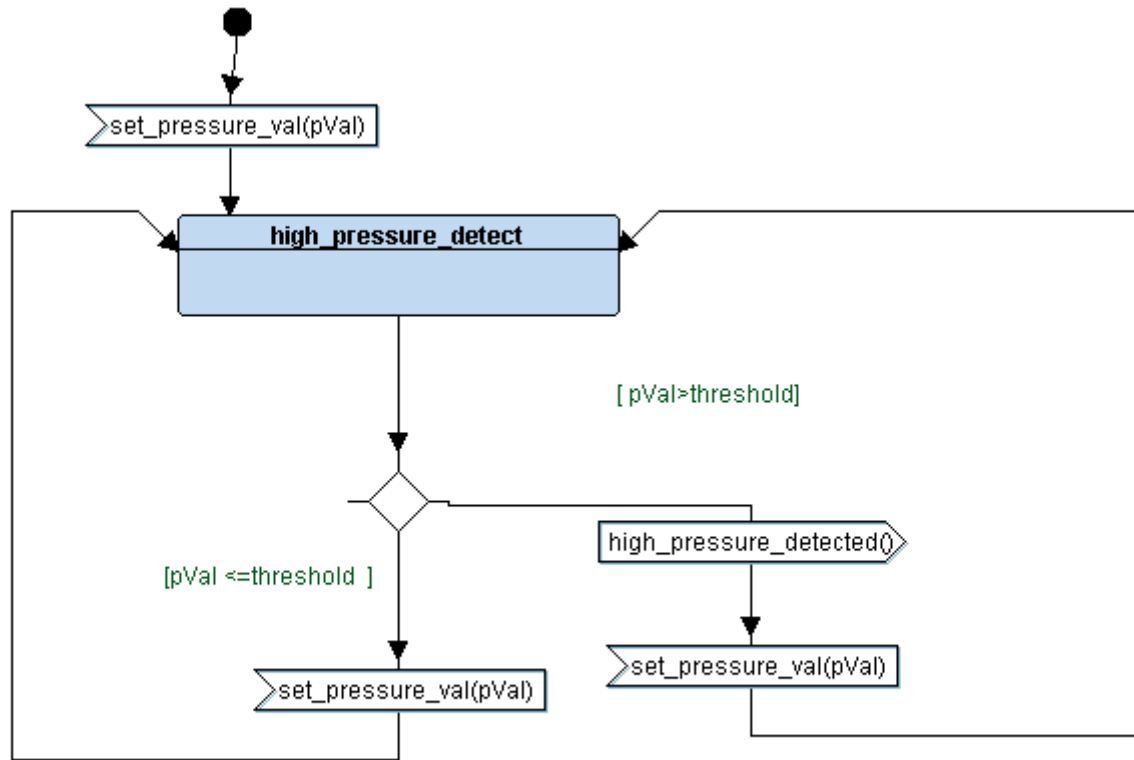 set_pressure_val(pVal)
high_pressure_detect
[ pVal>threshold]
high_pressure_detected()
[pVal <=threshold  ]
set_pressure_val(pVal)
set_pressure_val(pVal)